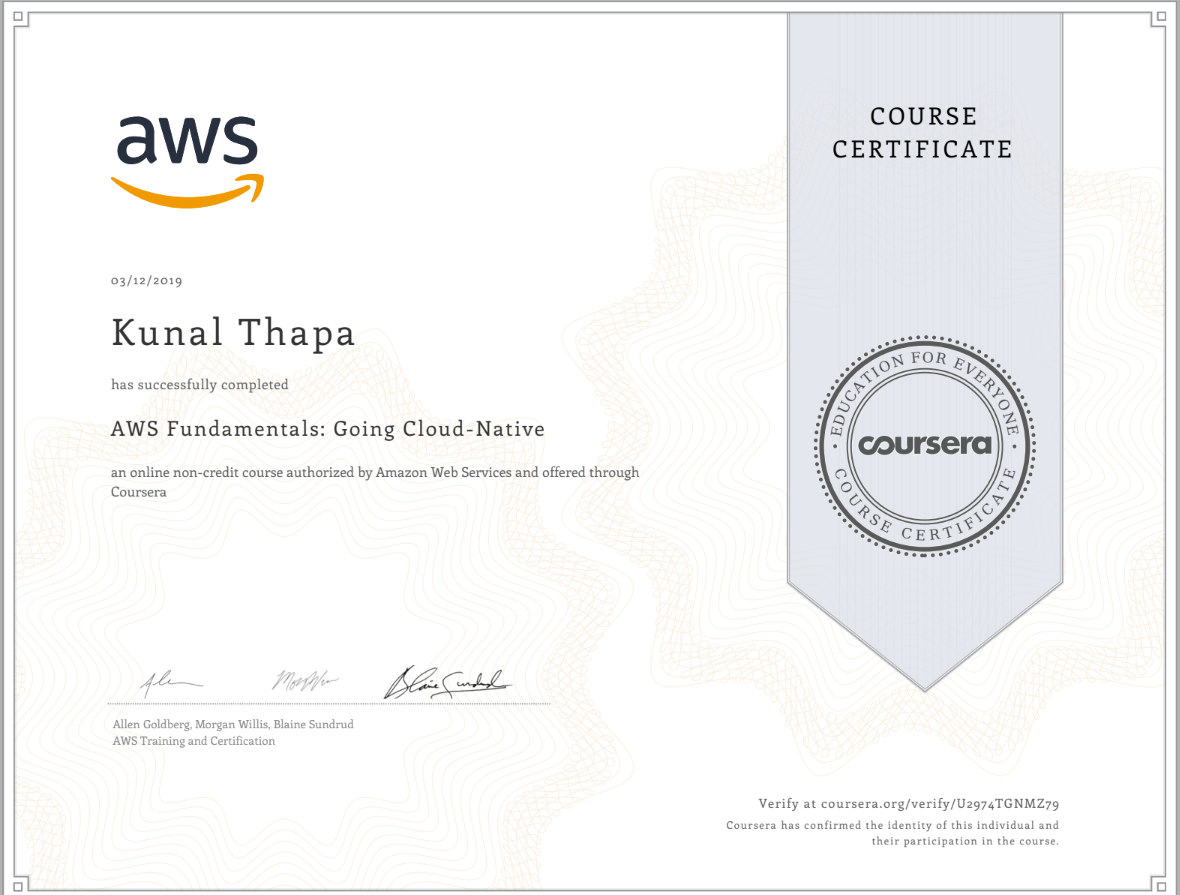 aws
COURSE
CERTIFICATE
03/12/2019
Kunal Thapa
has successfully completed
AWS Fundamentals: Going Cloud-Native
an online non-credit course authorized by Amazon Web Services and offered through
Coursera
EDUCATION FOR EVERYONE
coursera
COURSE CERTIFICATE
Allen Goldberg, Morgan Willis, Blaine Sundrud
AWS Training and Certification
Verify at coursera.org/verify/U2974TGNMZ79
Coursera has confirmed the identity of this individual and
their participation in the course.